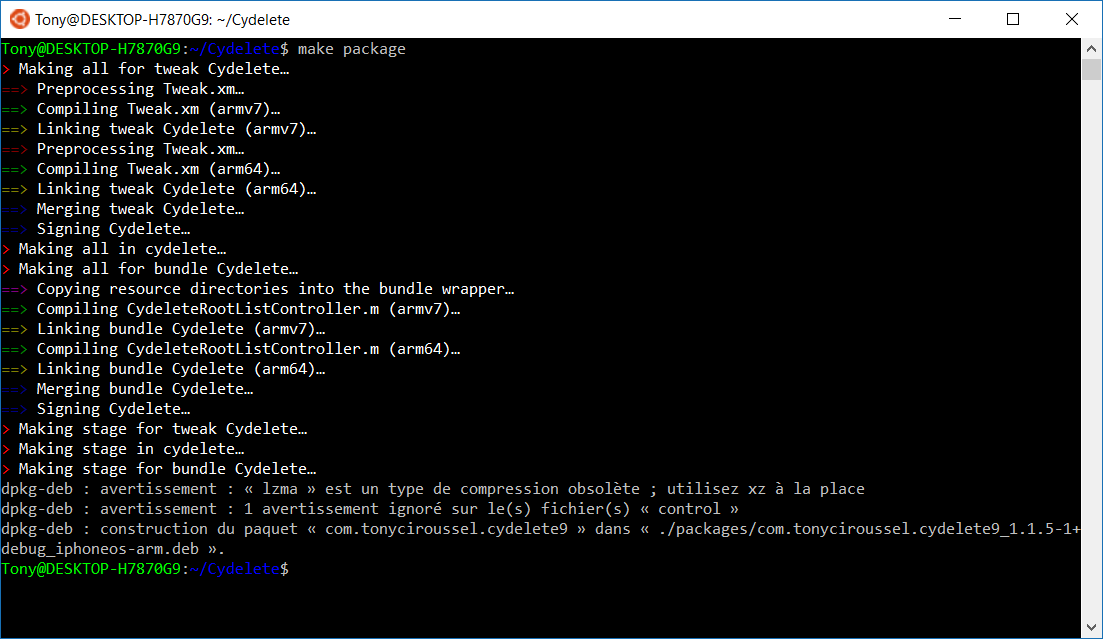 Tony@DESKTOP-H7870G9: ~/Cydelete
Tony@DESKTOP-H7870G9:~/Cydelete$ make package
> Making all for tweak Cydelete…
==> Preprocessing Tweak.xm…
==> Compiling Tweak.xm (armv7)…
==> Linking tweak Cydelete (armv7)…
==> Preprocessing Tweak.xm…
==> Compiling Tweak.xm (arm64)…
==> Linking tweak Cydelete (arm64)…
==> Merging tweak Cydelete…
==> Signing Cydelete…
> Making all in cydelete…
> Making all for bundle Cydelete…
==> Copying resource directories into the bundle wrapper…
==> Compiling CydeleteRootListController.m (armv7)…
==> Linking bundle Cydelete (armv7)…
==> Compiling CydeleteRootListController.m (arm64)…
==> Linking bundle Cydelete (arm64)…
==> Merging bundle Cydelete…
==> Signing Cydelete…
> Making stage for tweak Cydelete…
> Making stage in cydelete…
> Making stage for bundle Cydelete…
dpkg-deb : avertissement : « lzma » est un type de compression obsolète ; utilisez xz à la place
dpkg-deb : avertissement : 1 avertissement ignoré sur le(s) fichier(s) « control »
dpkg-deb : construction du paquet « com.tonyciroussel.cydelete9 » dans « ./packages/com.tonyciroussel.cydelete9_1.1.5-1+
debug_iphoneos-arm.deb ».
Tony@DESKTOP-H7870G9:~/Cydelete$